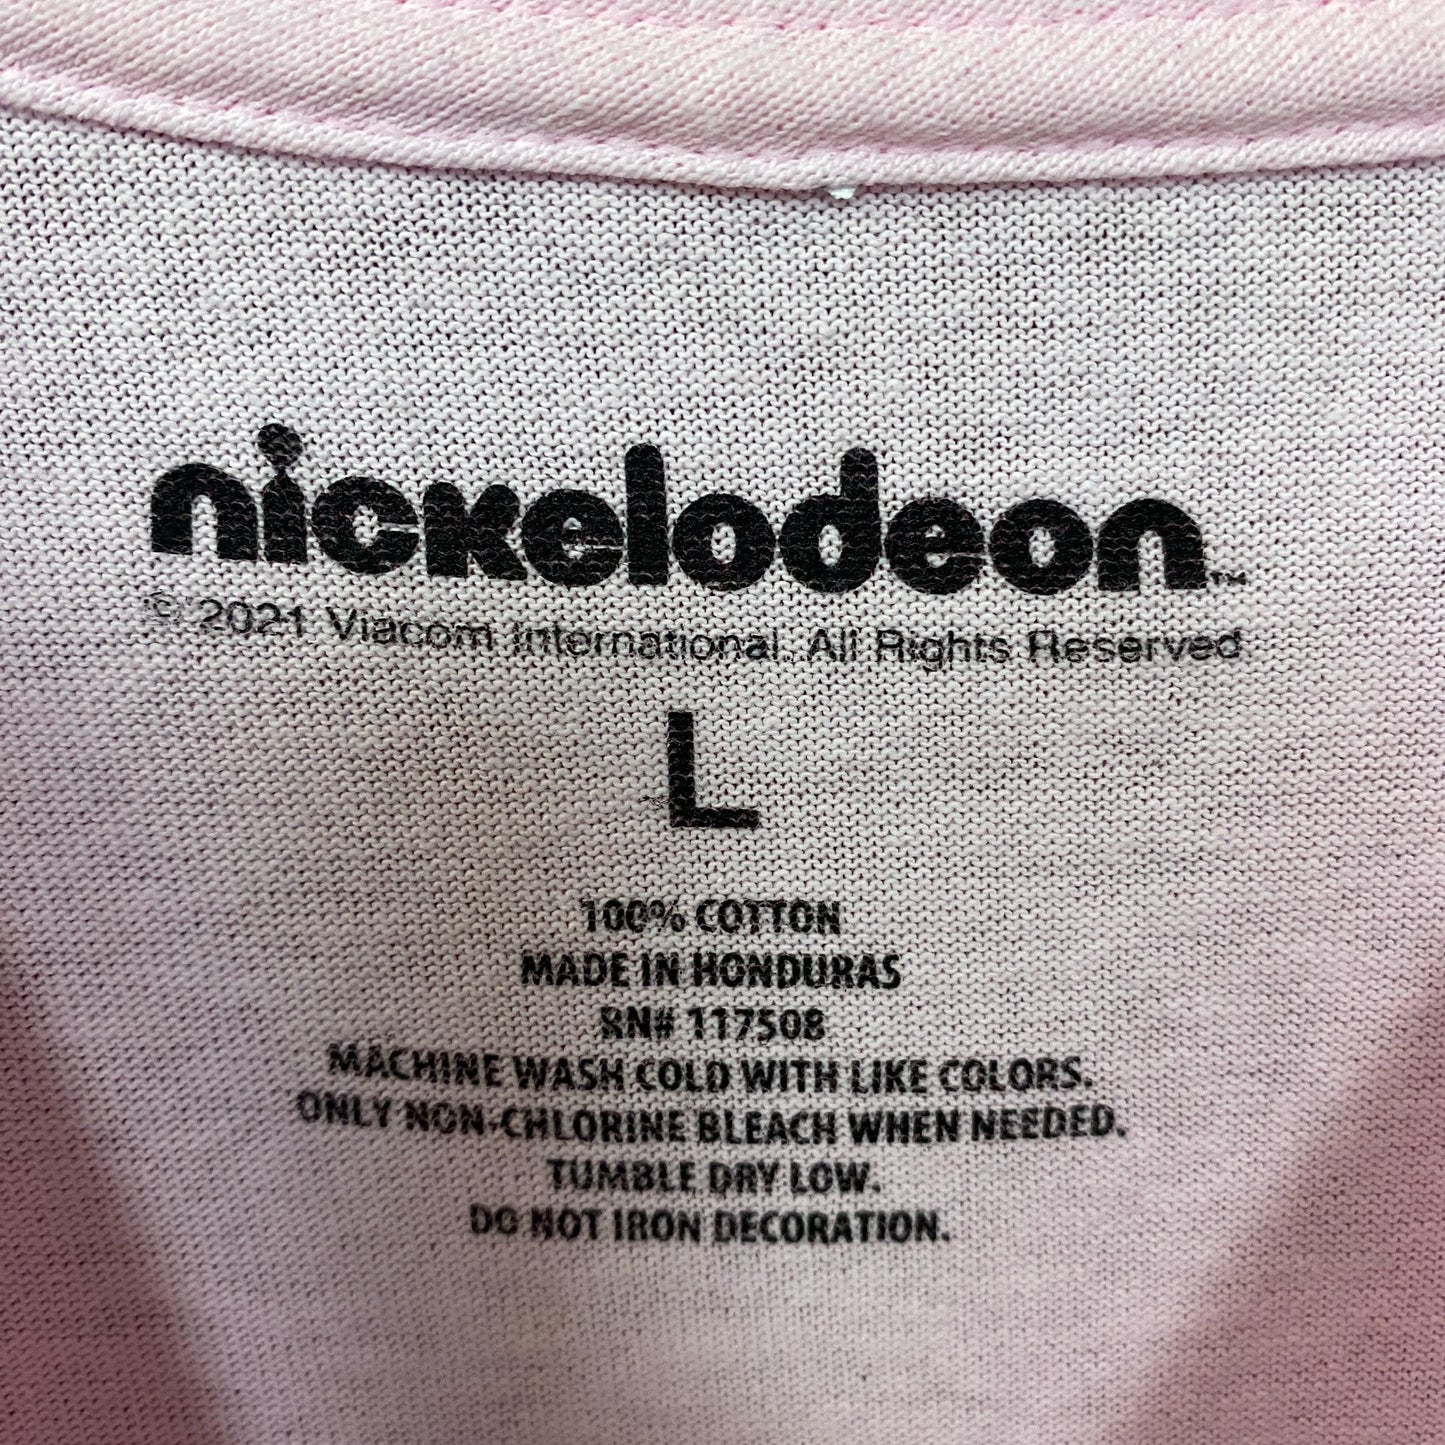 nickelodeon™
© 2021 Viacom International. All Rights Reserved.
L
100% COTTON
MADE IN HONDURAS
RN# 117508
MACHINE WASH COLD WITH LIKE COLORS.
ONLY NON-CHLORINE BLEACH WHEN NEEDED.
TUMBLE DRY LOW.
DO NOT IRON DECORATION.